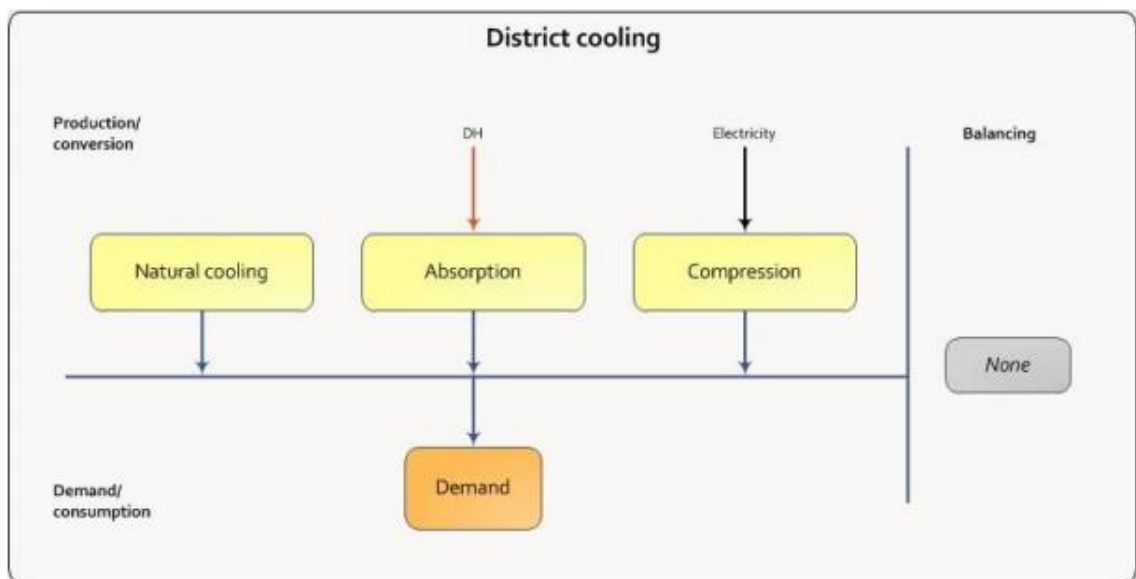 District cooling
Production/
conversion
DH
Electricity
Balancing
Natural cooling
Absorption
Compression
None
Demand
Demand/
consumption